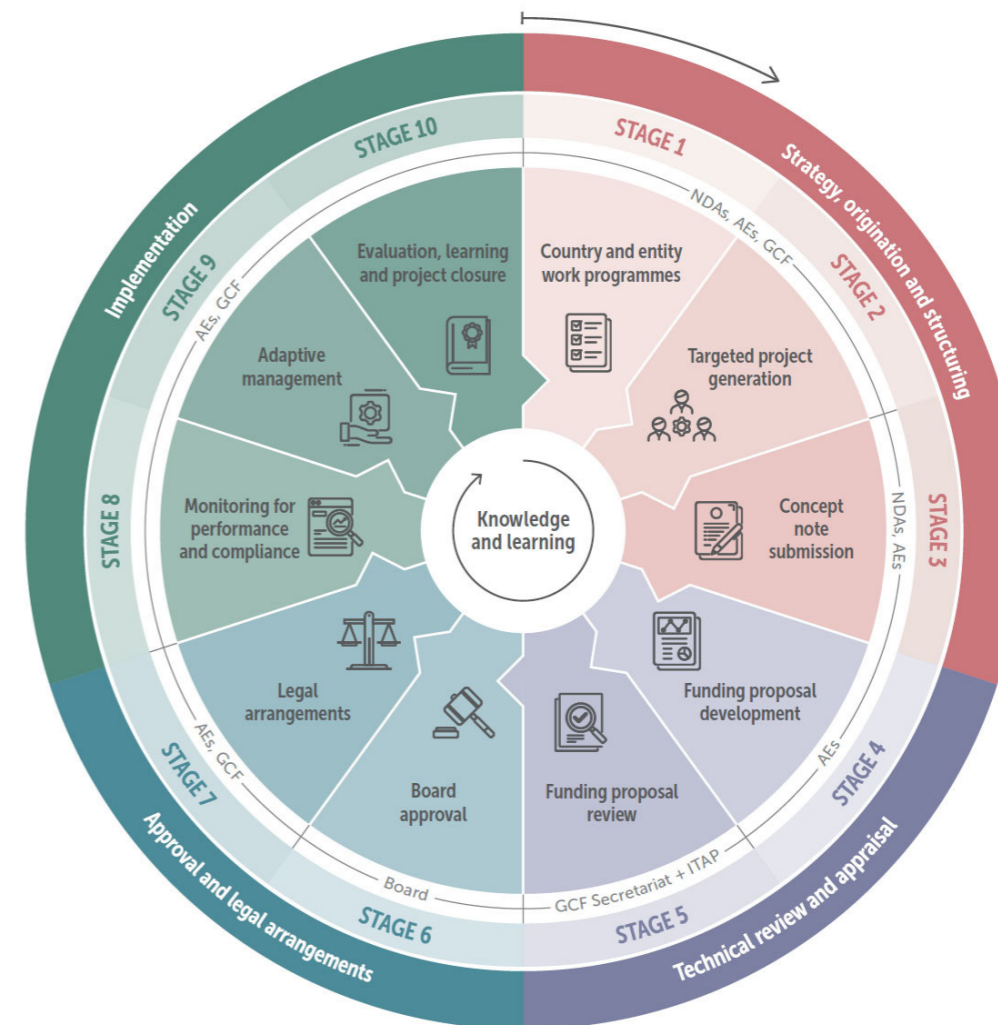 Strategy, origination and structuring
STAGE 1
NDAs, AEs, GCF
Country and entity
work programmes
STAGE 2
Targeted project
generation
STAGE 3
NDAs, AEs
Concept
note
submission
Technical review and appraisal
STAGE 4
AEs
Funding proposal
development
STAGE 5
GCF Secretariat + ITAP
Funding proposal
review
Approval and legal arrangements
STAGE 6
Board
Board
approval
STAGE 7
AEs, GCF
Legal
arrangements
Implementation
STAGE 8
Monitoring for
performance
and compliance
STAGE 9
AEs, GCF
Adaptive
management
STAGE 10
Evaluation, learning
and project closure
Knowledge
and learning